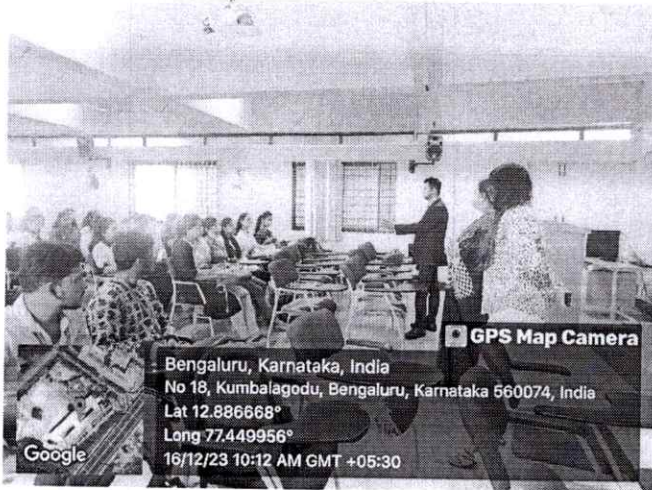 GPS Map Camera
Bengaluru, Karnataka, India
No 18, Kumbalagodu, Bengaluru, Karnataka 560074, India
Lat 12.886668°
Long 77.449956°
16/12/23 10:12 AM GMT +05:30
Google